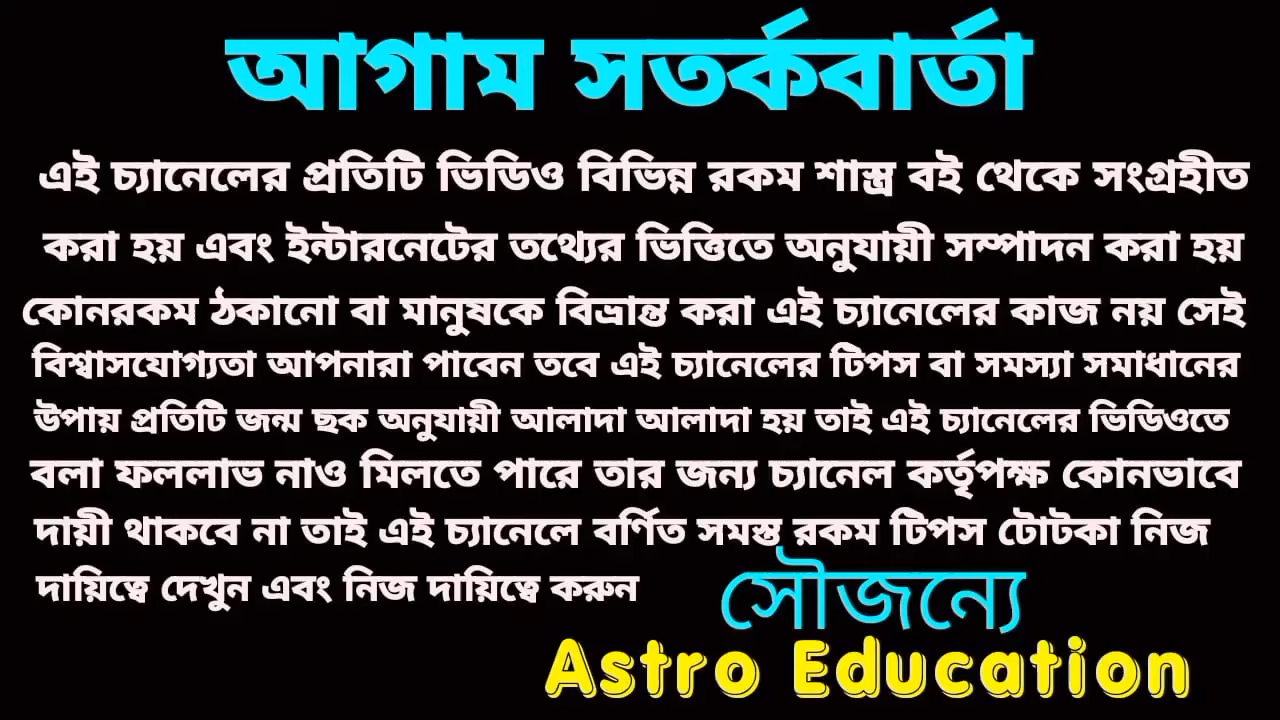 আগাম সতর্কবার্তা
এই চ্যানেলের প্রতিটি ভিডিও বিভিন্ন রকম শাস্ত্র বই থেকে সংগ্রহীত
করা হয় এবং ইন্টারনেটের তথ্যের ভিত্তিতে অনুযায়ী সম্পাদন করা হয়
কোনরকম ঠকানো বা মানুষকে বিভ্রান্ত করা এই চ্যানেলের কাজ নয় সেই
বিশ্বাসযোগ্যতা আপনারা পাবেন তবে এই চ্যানেলের টিপস বা সমস্যা সমাধানের
উপায় প্রতিটি জন্ম ছক অনুযায়ী আলাদা আলাদা হয় তাই এই চ্যানেলের ভিডিওতে
বলা ফললাভ নাও মিলতে পারে তার জন্য চ্যানেল কর্তৃপক্ষ কোনভাবে
দায়ী থাকবে না তাই এই চ্যানেলে বর্ণিত সমস্ত রকম টিপস টোটকা নিজ
দায়িত্বে দেখুন এবং নিজ দায়িত্বে করুন
সৌজন্যে
Astro Education